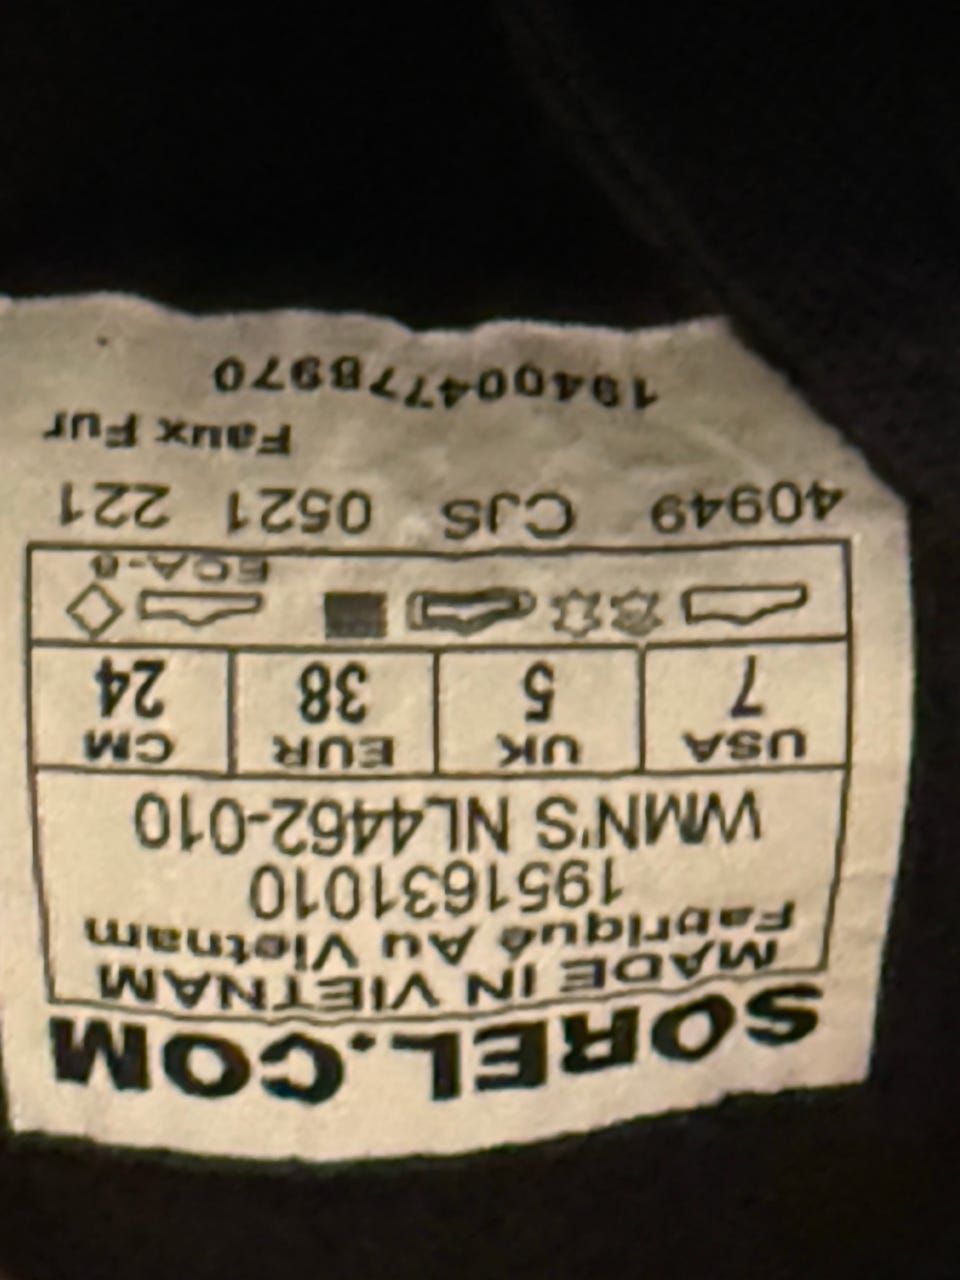 SOREL.COM
MADE IN VIETNAM
Fabriqué Au Vietnam
1951631010
WMN'S NL4462-010
USA UK EUR CM
7 5 38 24
ECA-8
40949 CJS 0521 221
Faux Fur
194004778970